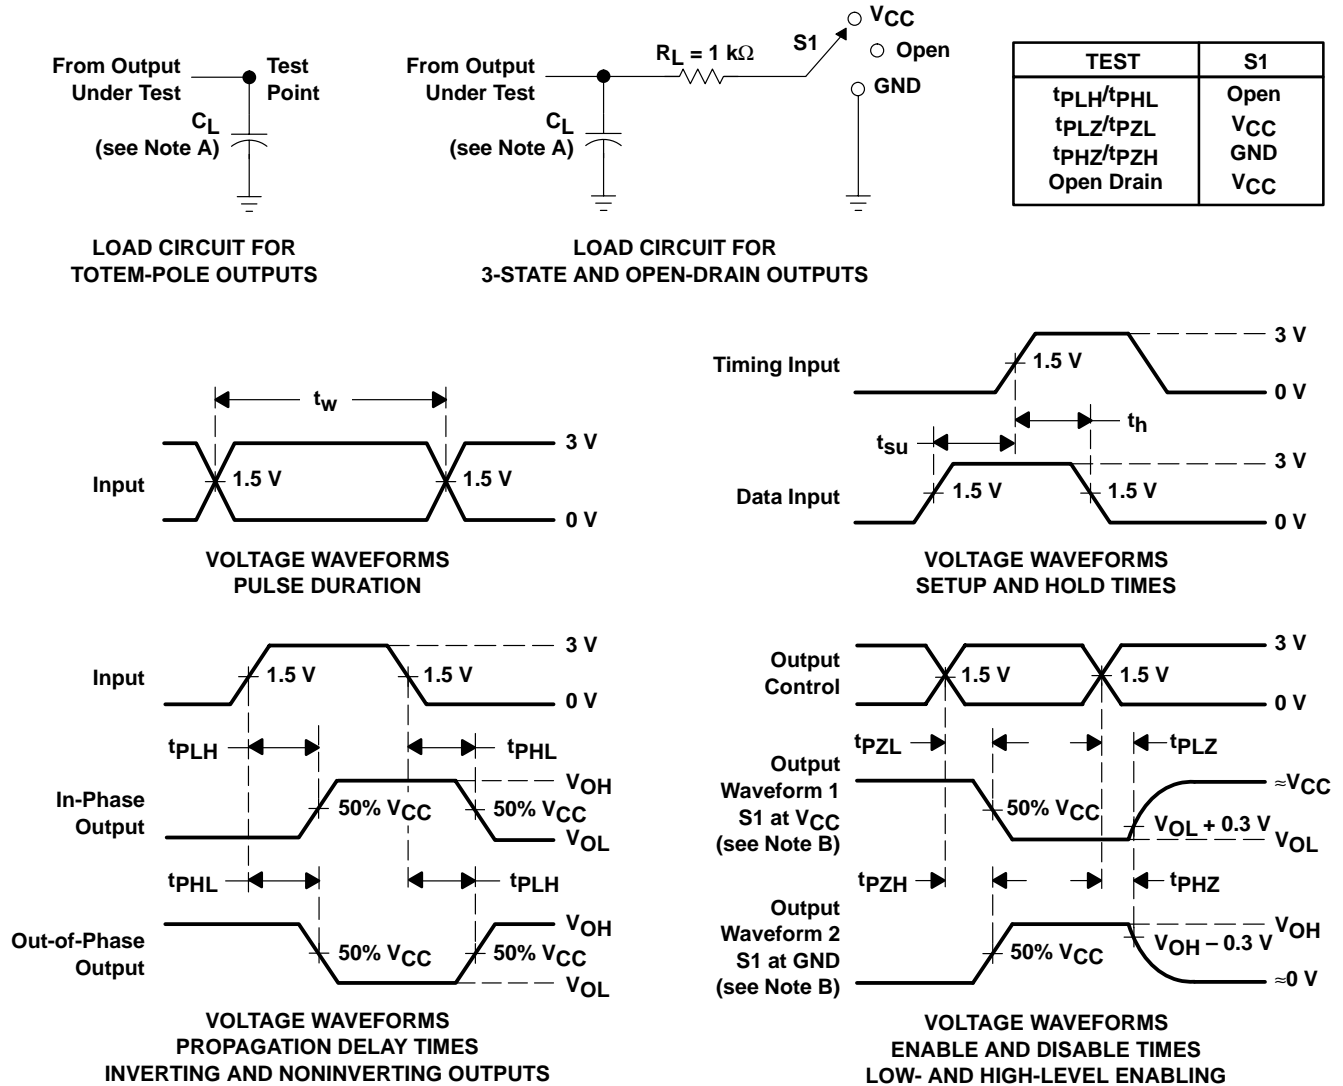 From Output
Under Test
Test
Point
CL
(see Note A)
LOAD CIRCUIT FOR
TOTEM-POLE OUTPUTS
From Output
Under Test
CL
(see Note A)
RL = 1 kΩ
S1
VCC
Open
GND
LOAD CIRCUIT FOR
3-STATE AND OPEN-DRAIN OUTPUTS
TEST S1
tPLH/tPHL Open
tPLZ/tPZL VCC
tPHZ/tPZH GND
Open Drain VCC
tw
Input
1.5 V
1.5 V
3 V
0 V
VOLTAGE WAVEFORMS
PULSE DURATION
Timing Input
1.5 V
3 V
0 V
tsu
th
Data Input
1.5 V
1.5 V
3 V
0 V
VOLTAGE WAVEFORMS
SETUP AND HOLD TIMES
Input
1.5 V
1.5 V
3 V
0 V
tPLH
tPHL
In-Phase
Output
50% VCC
50% VCC
VOH
VOL
tPHL
tPLH
Out-of-Phase
Output
50% VCC
50% VCC
VOH
VOL
VOLTAGE WAVEFORMS
PROPAGATION DELAY TIMES
INVERTING AND NONINVERTING OUTPUTS
Output
Control
1.5 V
1.5 V
3 V
0 V
tPZL
tPLZ
Output
Waveform 1
S1 at VCC
(see Note B)
50% VCC
≈VCC
VOL + 0.3 V
VOL
tPZH
tPHZ
Output
Waveform 2
S1 at GND
(see Note B)
50% VCC
VOH
VOH − 0.3 V
≈0 V
VOLTAGE WAVEFORMS
ENABLE AND DISABLE TIMES
LOW- AND HIGH-LEVEL ENABLING